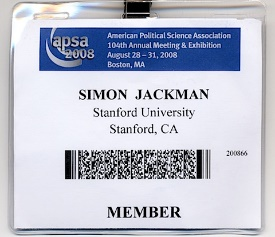 apsa
2008
American Political Science Association
104th Annual Meeting & Exhibition
August 28 – 31, 2008
Boston, MA
SIMON JACKMAN
Stanford University
Stanford, CA
200866
MEMBER